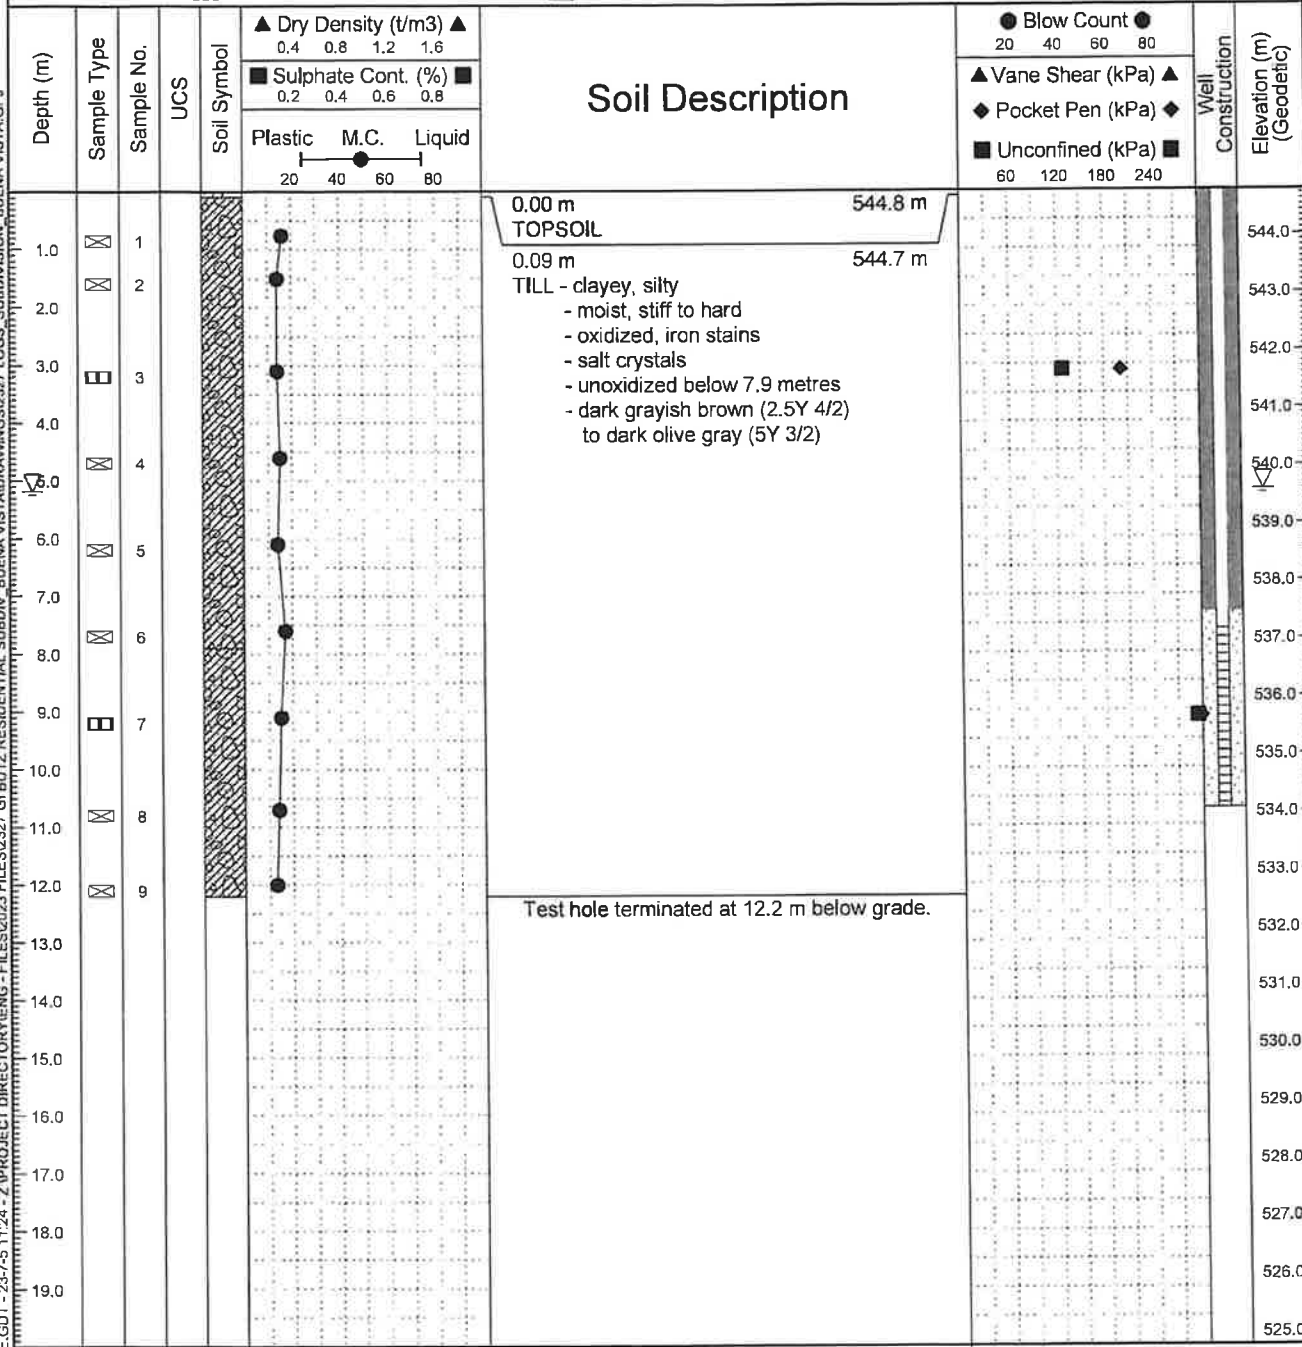 Depth (m)
Sample Type
Sample No.
UCS
Soil Symbol
▲ Dry Density (t/m3) ▲
0.4 0.8 1.2 1.6
■ Sulphate Cont. (%) ■
0.2 0.4 0.6 0.8
Plastic M.C. Liquid
20 40 60 80
Soil Description
● Blow Count ●
20 40 60 80
▲ Vane Shear (kPa) ▲
◆ Pocket Pen (kPa) ◆
■ Unconfined (kPa) ■
60 120 180 240
Well Construction
Elevation (m)
(Geodetic)
0.00 m 544.8 m
TOPSOIL
0.09 m 544.7 m
TILL - clayey, silty
- moist, stiff to hard
- oxidized, iron stains
- salt crystals
- unoxidized below 7.9 metres
- dark grayish brown (2.5Y 4/2)
to dark olive gray (5Y 3/2)
Test hole terminated at 12.2 m below grade.
1.0
2.0
3.0
4.0
5.0
6.0
7.0
8.0
9.0
10.0
11.0
12.0
13.0
14.0
15.0
16.0
17.0
18.0
19.0
1
2
3
4
5
6
7
8
9
544.0
543.0
542.0
541.0
540.0
539.0
538.0
537.0
536.0
535.0
534.0
533.0
532.0
531.0
530.0
529.0
528.0
527.0
526.0
525.0